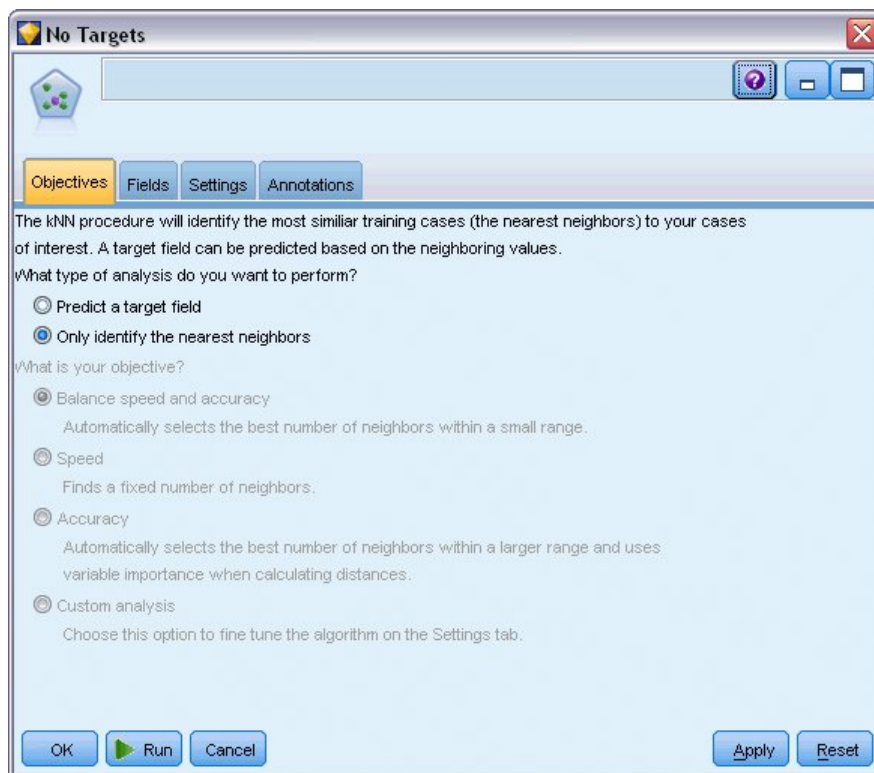 No Targets
Objectives Fields Settings Annotations
The kNN procedure will identify the most similiar training cases (the nearest neighbors) to your cases
of interest. A target field can be predicted based on the neighboring values.
What type of analysis do you want to perform?
Predict a target field
Only identify the nearest neighbors
What is your objective?
Balance speed and accuracy
Automatically selects the best number of neighbors within a small range.
Speed
Finds a fixed number of neighbors.
Accuracy
Automatically selects the best number of neighbors within a larger range and uses
variable importance when calculating distances.
Custom analysis
Choose this option to fine tune the algorithm on the Settings tab.
OK Run Cancel Apply Reset